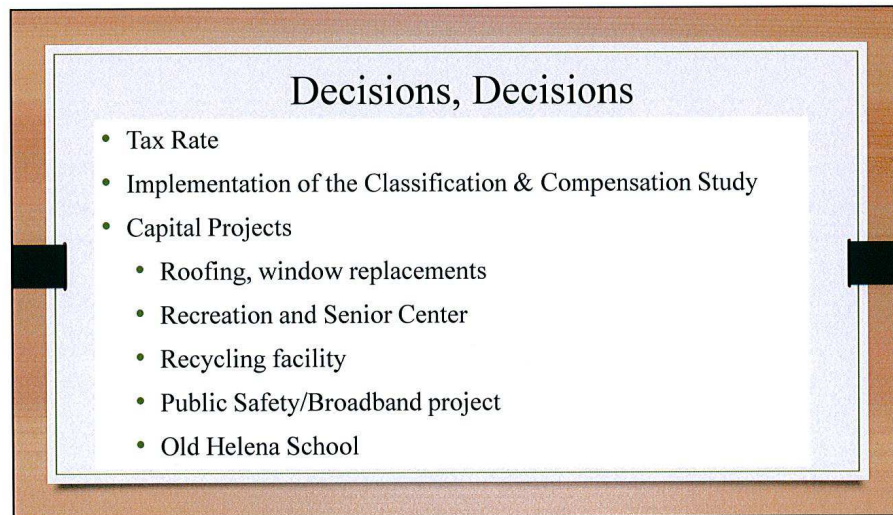 Decisions, Decisions
• Tax Rate
• Implementation of the Classification & Compensation Study
• Capital Projects
• Roofing, window replacements
• Recreation and Senior Center
• Recycling facility
• Public Safety/Broadband project
• Old Helena School